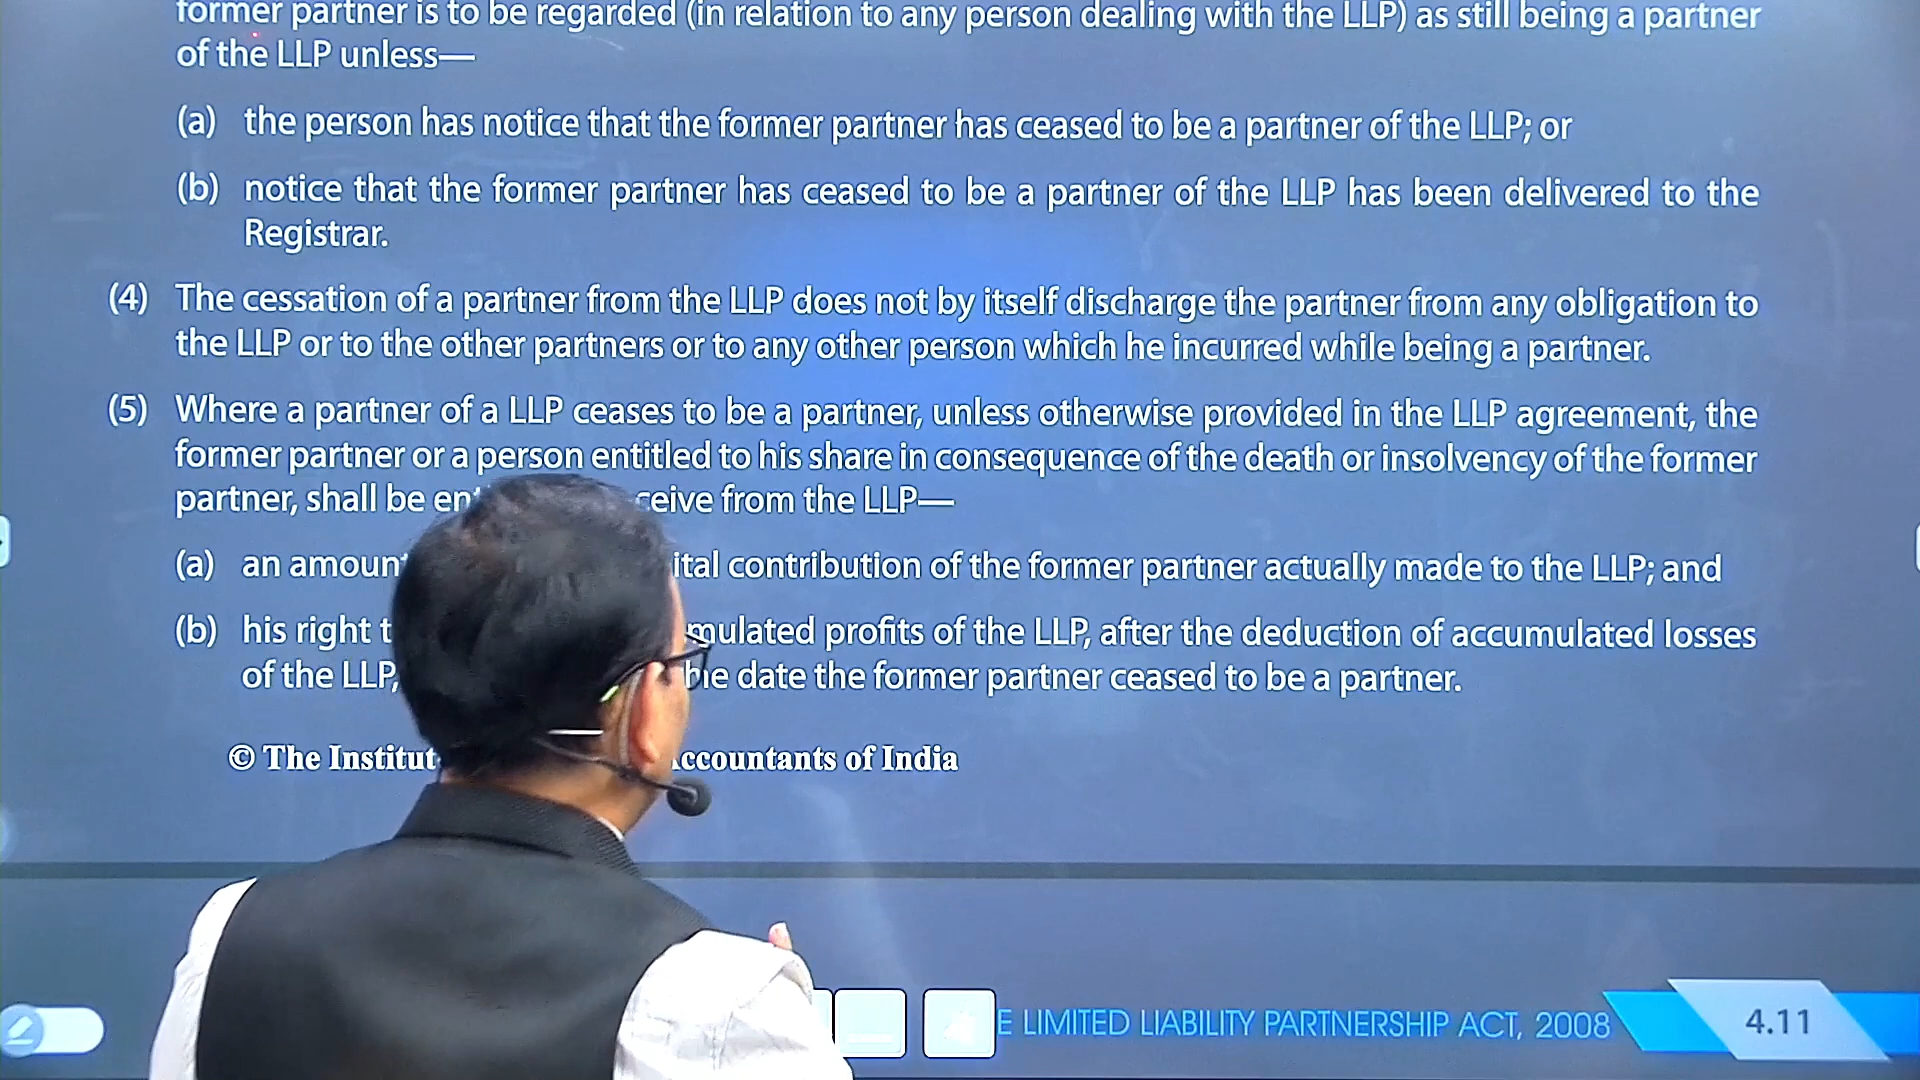 former partner is to be regarded (in relation to any person dealing with the LLP) as still being a partner
of the LLP unless—
(a) the person has notice that the former partner has ceased to be a partner of the LLP; or
(b) notice that the former partner has ceased to be a partner of the LLP has been delivered to the
Registrar.
(4) The cessation of a partner from the LLP does not by itself discharge the partner from any obligation to
the LLP or to the other partners or to any other person which he incurred while being a partner.
(5) Where a partner of a LLP ceases to be a partner, unless otherwise provided in the LLP agreement, the
former partner or a person entitled to his share in consequence of the death or insolvency of the former
partner, shall be from the LLP—
(a) an contribution of the former partner actually made to the LLP; and
(b) his right profits of the LLP, after the deduction of accumulated losses
of the LLP, date the former partner ceased to be a partner.
© The Accountants of India
LIMITED LIABILITY PARTNERSHIP ACT, 2008
4.11